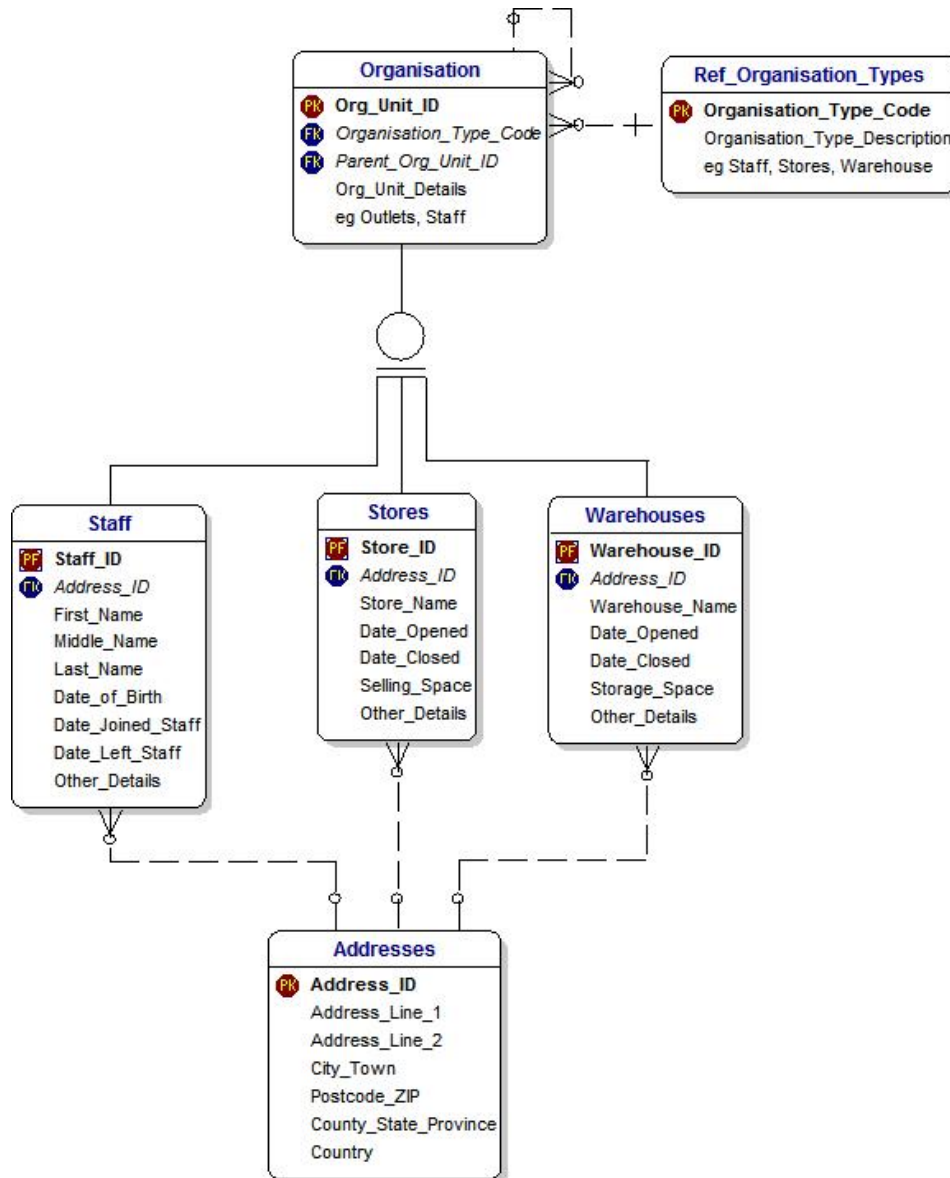 Organisation
PK Org_Unit_ID
FK Organisation_Type_Code
FK Parent_Org_Unit_ID
Org_Unit_Details
eg Outlets, Staff
Ref_Organisation_Types
PK Organisation_Type_Code
Organisation_Type_Description
eg Staff, Stores, Warehouse
Staff
PF Staff_ID
FK Address_ID
First_Name
Middle_Name
Last_Name
Date_of_Birth
Date_Joined_Staff
Date_Left_Staff
Other_Details
Stores
PF Store_ID
FK Address_ID
Store_Name
Date_Opened
Date_Closed
Selling_Space
Other_Details
Warehouses
PF Warehouse_ID
FK Address_ID
Warehouse_Name
Date_Opened
Date_Closed
Storage_Space
Other_Details
Addresses
PK Address_ID
Address_Line_1
Address_Line_2
City_Town
Postcode_ZIP
County_State_Province
Country